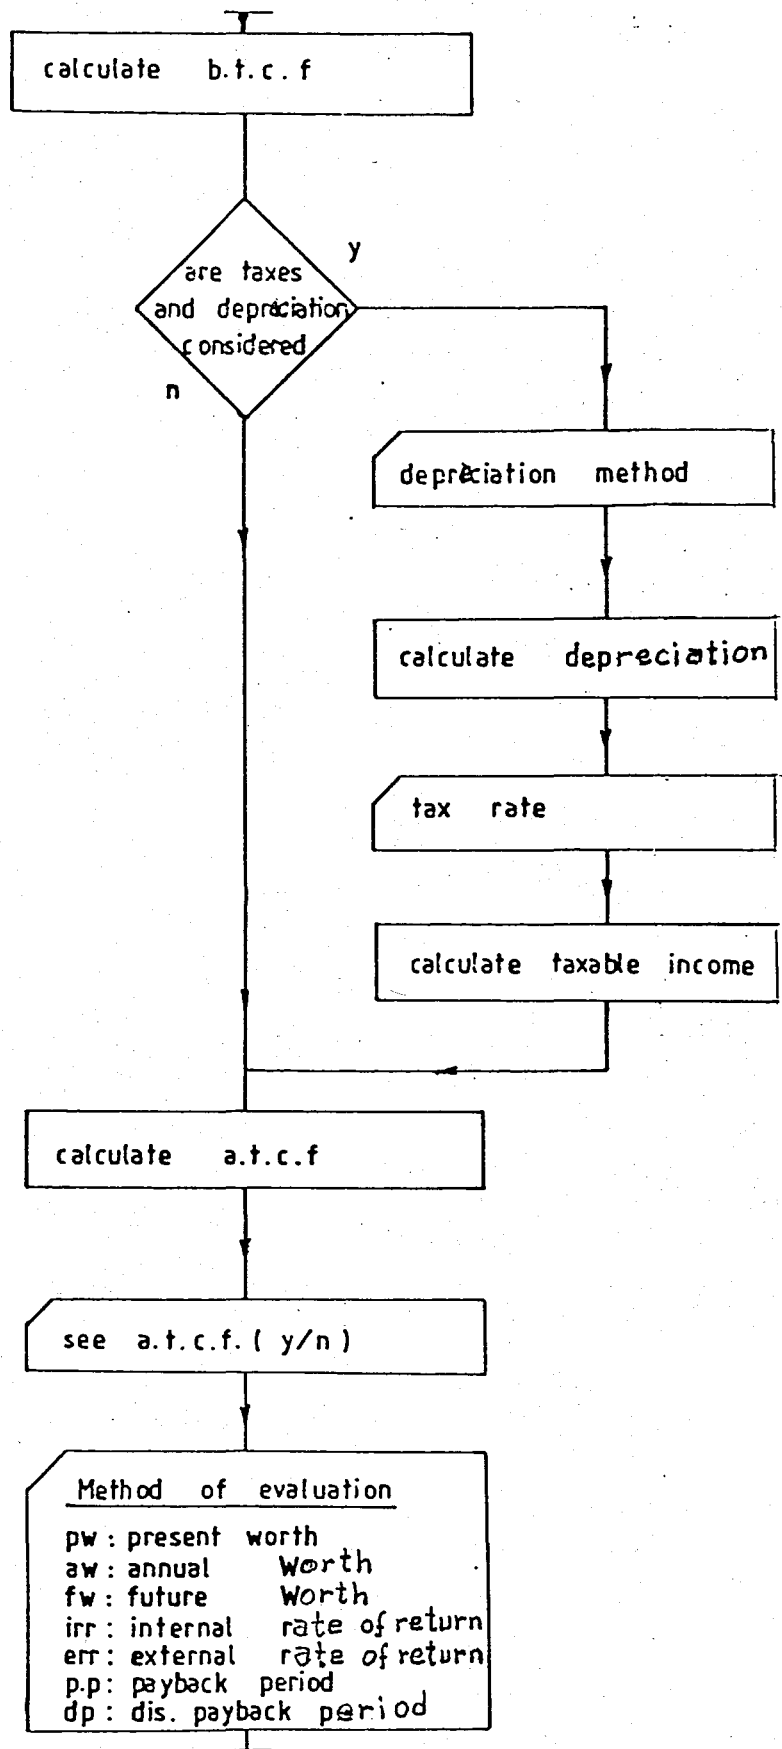 calculate b.t.c.f
are taxes
and depreciation
considered
y
n
depreciation method
calculate depreciation
tax rate
calculate taxable income
calculate a.t.c.f
see a.t.c.f. ( y/n )
Method of evaluation
pw : present worth
aw : annual Worth
fw : future Worth
irr : internal rate of return
err : external rate of return
p.p : payback period
dp : dis. payback period